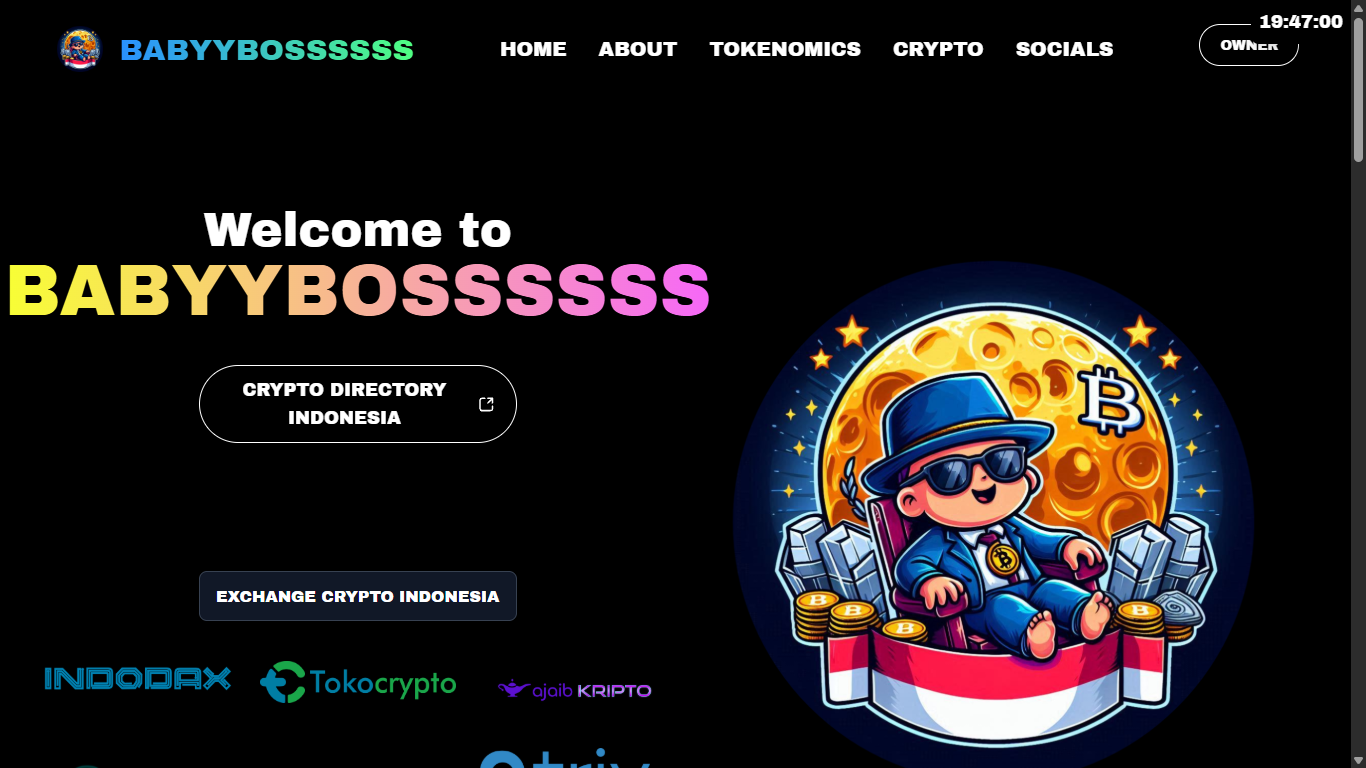 19:47:00
BABYYBOSSSSSS
HOME
ABOUT
TOKENOMICS
CRYPTO
SOCIALS
OWNER
Welcome to
BABYYBOSSSSSS
CRYPTO DIRECTORY
INDONESIA
EXCHANGE CRYPTO INDONESIA
INDODAX
Tokocrypto
ajaib KRIPTO